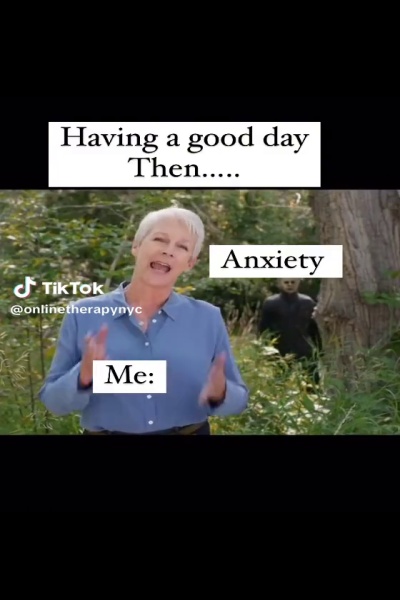 Having a good day
Then.....
Anxiety
TikTok
@onlinetherapynyc
Me: